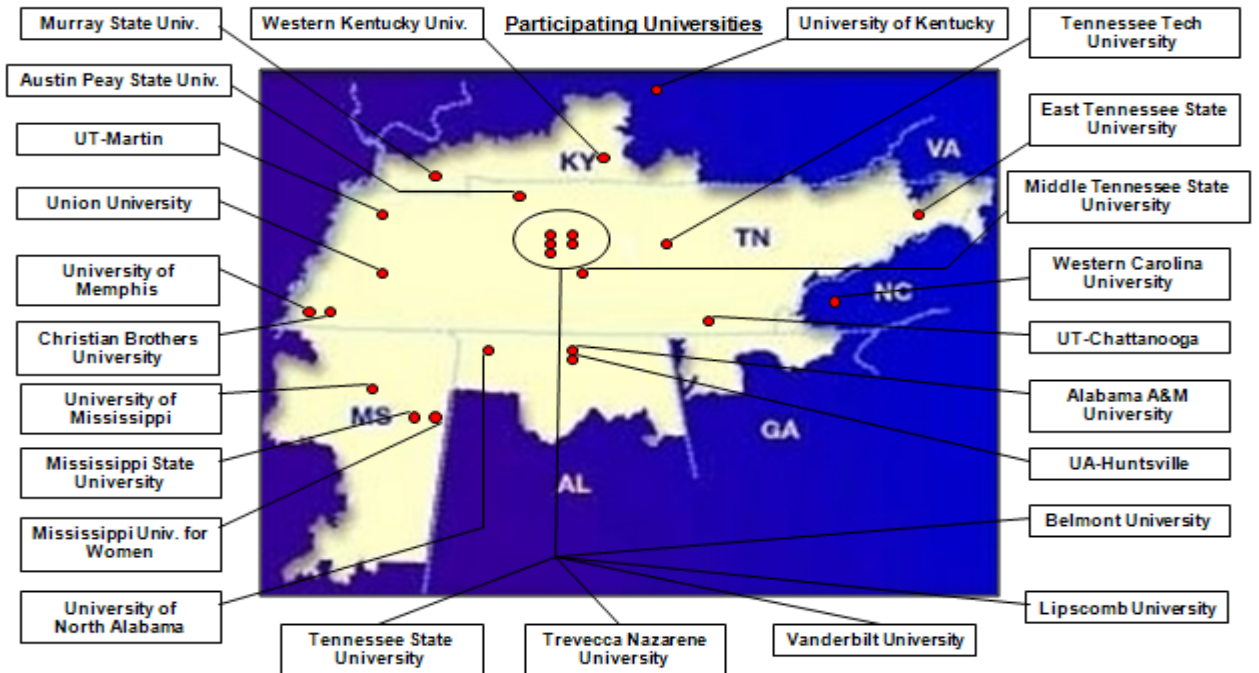 Murray State Univ.
Western Kentucky Univ.
Participating Universities
University of Kentucky
Tennessee Tech
University
Austin Peay State Univ.
East Tennessee State
University
UT-Martin
KY
VA
Union University
Middle Tennessee State
University
TN
University of
Memphis
Western Carolina
University
NC
Christian Brothers
University
UT-Chattanooga
University of
Mississippi
MS
Alabama A&M
University
GA
Mississippi State
University
UA-Huntsville
AL
Mississippi Univ. for
Women
Belmont University
University of
North Alabama
Lipscomb University
Tennessee State
University
Trevecca Nazarene
University
Vanderbilt University